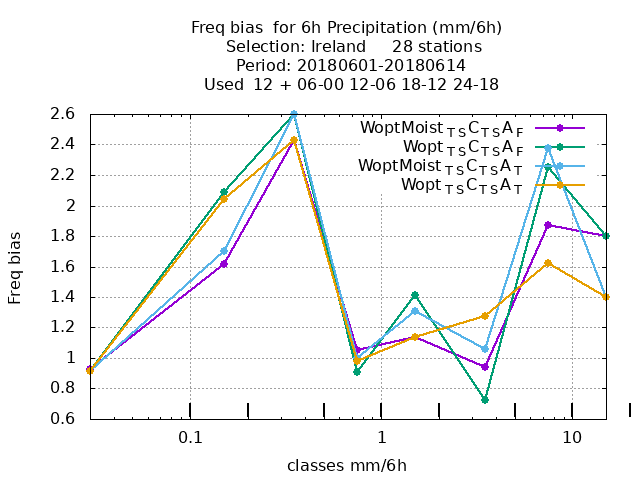 Freq bias  for 6h Precipitation (mm/6h)
Selection: Ireland     28 stations
Period: 20180601-20180614
Used  12 + 06-00 12-06 18-12 24-18
WoptMoist TS C TS A F
Wopt TS C TS A F
WoptMoist TS C TS A T
Wopt TS C TS A T
2.6
2.4
2.2
2
1.8
1.6
1.4
1.2
1
0.8
0.6
Freq bias
0.1
1
10
classes mm/6h